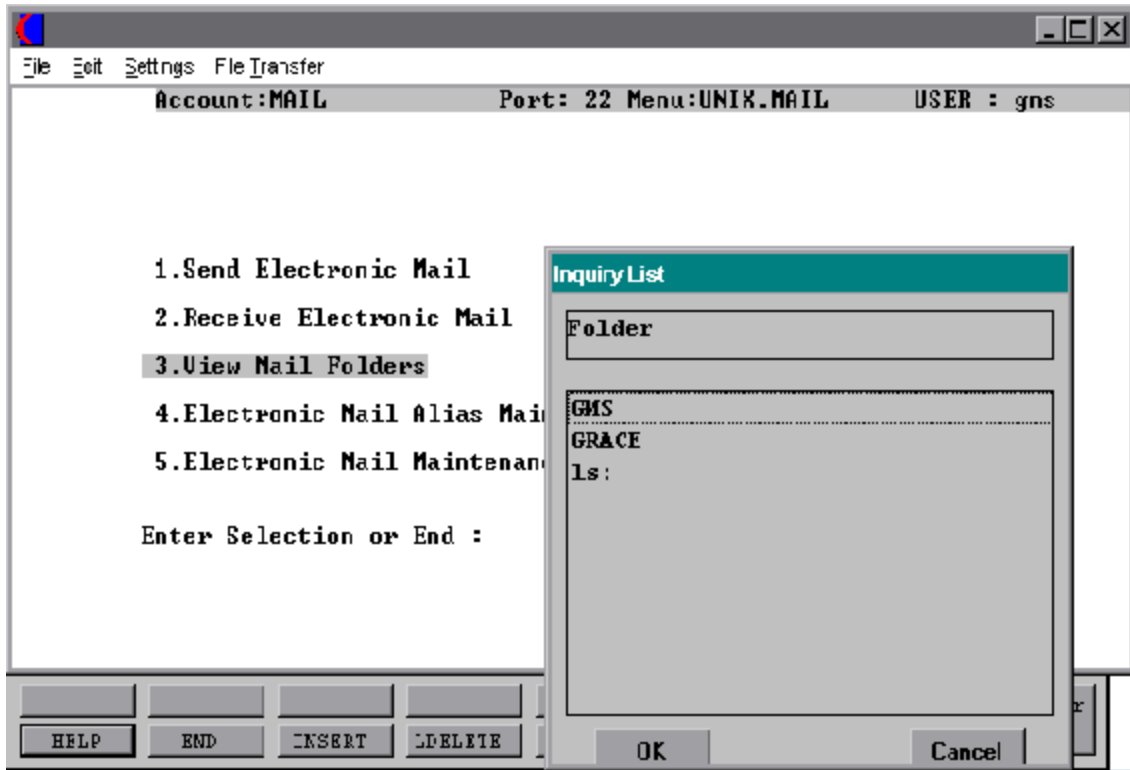 File Edit Settings File Transfer
Account:MAIL Port: 22 Menu:UNIX.MAIL USER : gns
1.Send Electronic Mail
2.Receive Electronic Mail
3.View Mail Folders
4.Electronic Mail Alias Mai
5.Electronic Mail Maintenan
Enter Selection or End :
Inquiry List
Folder
GMS
GRACE
ls:
OK Cancel
HELP END INSERT LDELETE